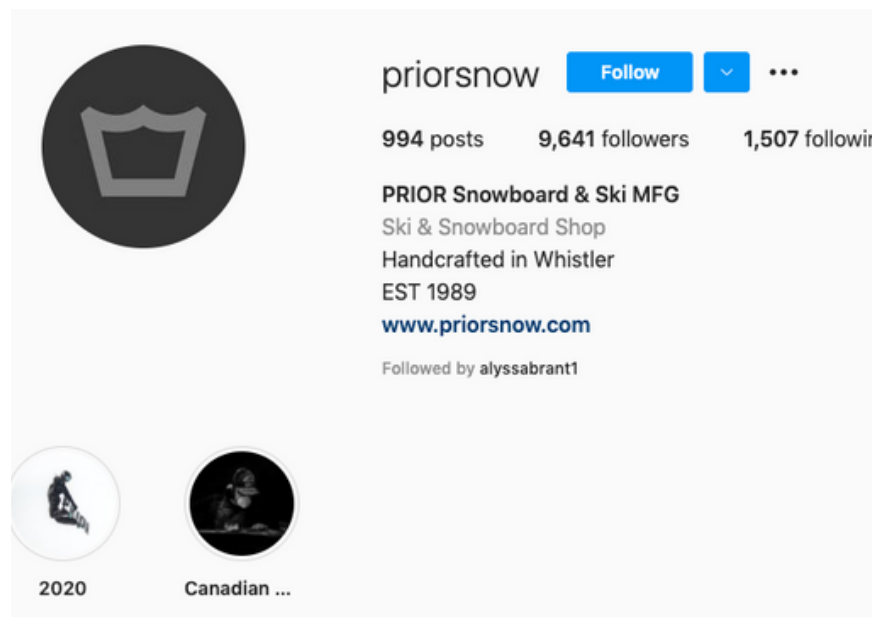 priorsnow Follow
994 posts 9,641 followers 1,507 followin
PRIOR Snowboard & Ski MFG
Ski & Snowboard Shop
Handcrafted in Whistler
EST 1989
www.priorsnow.com
Followed by alyssabrant1
2020 Canadian ...